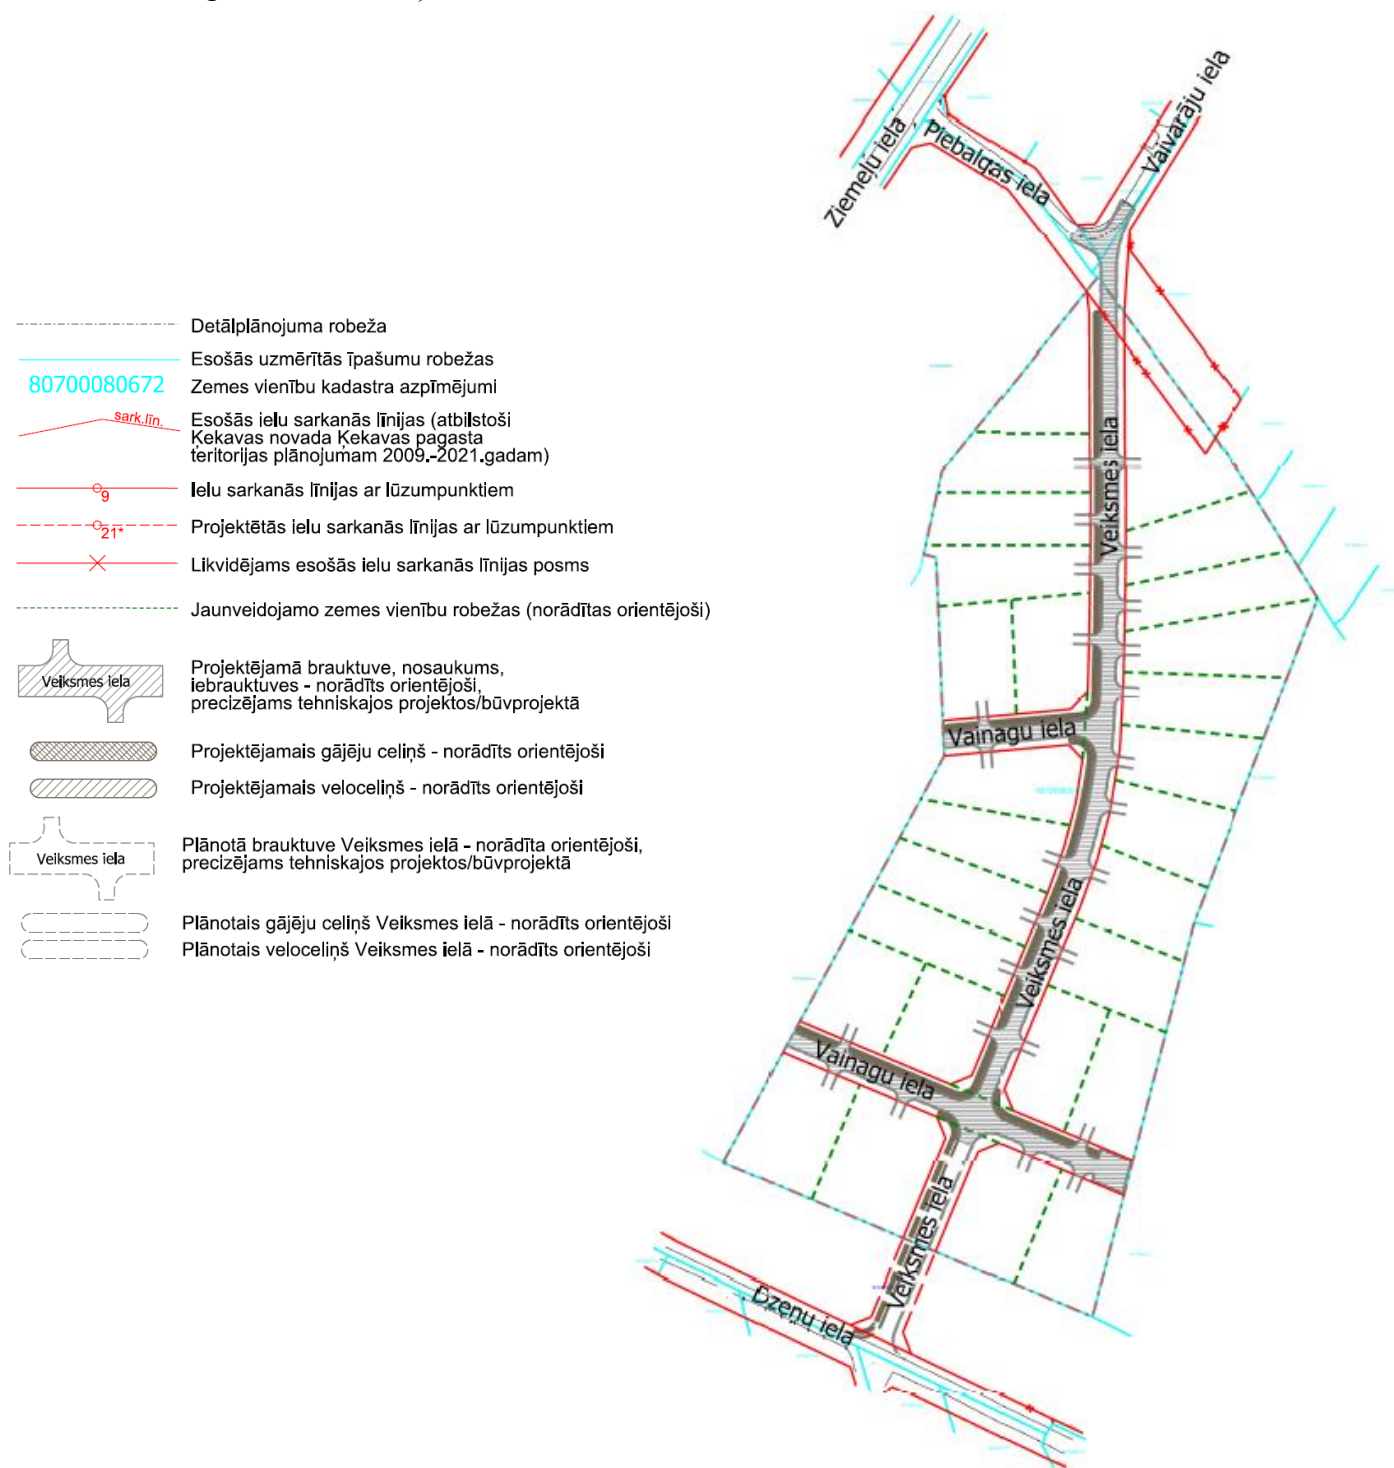 Detālplānojuma robeža
Esošās uzmērītās īpašumu robežas
80700080672
Zemes vienību kadastra apzīmējumi
sark.līn.
Esošās ielu sarkanās līnijas (atbilstoši
Ķekavas novada Ķekavas pagasta
teritorijas plānojumam 2009.-2021.gadam)
9
Ielu sarkanās līnijas ar lūzumpunktiem
21*
Projektētās ielu sarkanās līnijas ar lūzumpunktiem
Likvidējams esošās ielu sarkanās līnijas posms
Jaunveidojamo zemes vienību robežas (norādītas orientējoši)
Veiksmes iela
Projektējamā brauktuve, nosaukums,
iebrauktuves - norādīts orientējoši,
precizējams tehniskajos projektos/būvprojektā
Projektējamais gājēju celiņš - norādīts orientējoši
Projektējamais veloceliņš - norādīts orientējoši
Veiksmes iela
Plānotā brauktuve Veiksmes ielā - norādīta orientējoši,
precizējams tehniskajos projektos/būvprojektā
Plānotais gājēju celiņš Veiksmes ielā - norādīts orientējoši
Plānotais veloceliņš Veiksmes ielā - norādīts orientējoši
Ziemeļu iela
Piebalgas iela
Vaivarāju iela
Veiksmes iela
Vainagu iela
Veiksmes iela
Vainagu iela
Veiksmes iela
Dzeņu iela